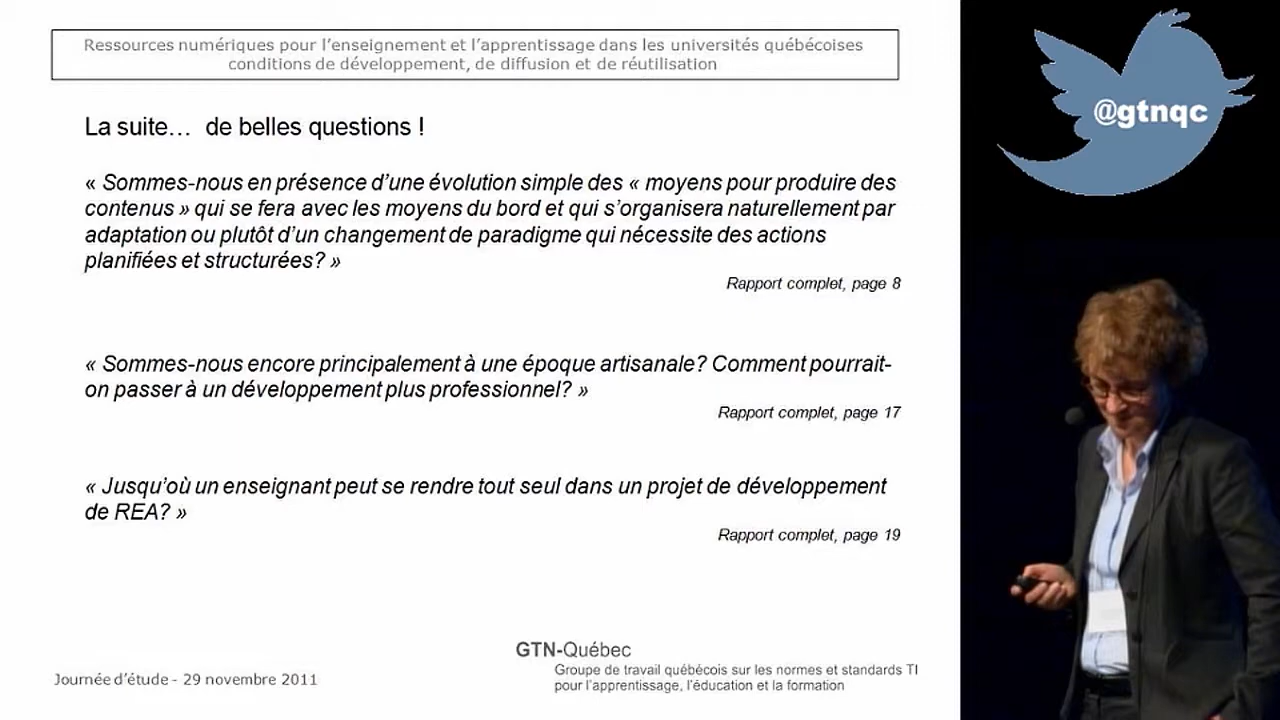 Ressources numériques pour l'enseignement et l'apprentissage dans les universités québécoises
conditions de développement, de diffusion et de réutilisation
@gtnqc
La suite… de belles questions !
« Sommes-nous en présence d'une évolution simple des « moyens pour produire des
contenus » qui se fera avec les moyens du bord et qui s'organisera naturellement par
adaptation ou plutôt d'un changement de paradigme qui nécessite des actions
planifiées et structurées? »
Rapport complet, page 8
« Sommes-nous encore principalement à une époque artisanale? Comment pourrait-
on passer à un développement plus professionnel? »
Rapport complet, page 17
« Jusqu'où un enseignant peut se rendre tout seul dans un projet de développement
de REA? »
Rapport complet, page 19
GTN-Québec
Groupe de travail québécois sur les normes et standards TI
pour l'apprentissage, l'éducation et la formation
Journée d'étude - 29 novembre 2011